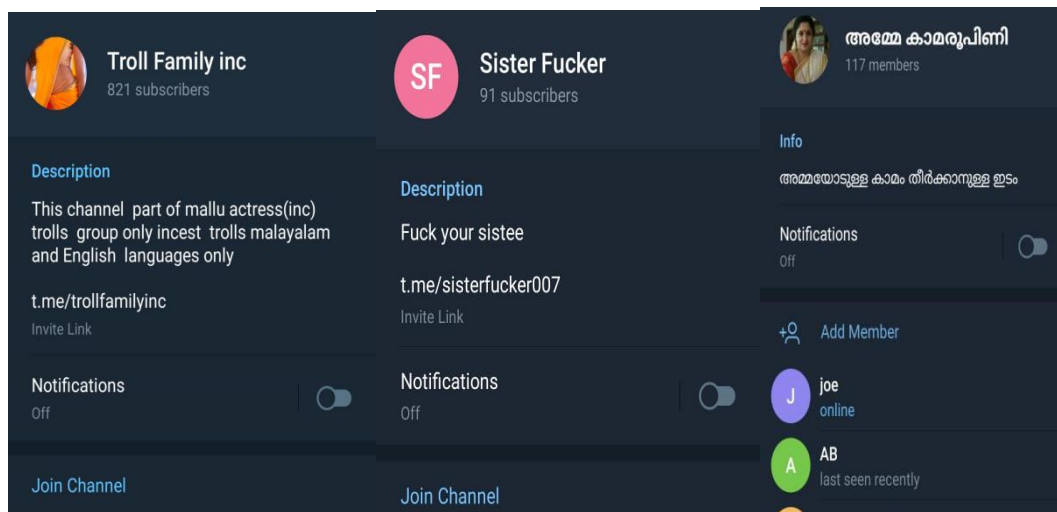 Troll Family inc
821 subscribers
Description
This channel part of mallu actress(inc)
trolls group only incest trolls malayalam
and English languages only
t.me/trollfamilyinc
Invite Link
Notifications
Off
Join Channel
SF
Sister Fucker
91 subscribers
Description
Fuck your sistee
t.me/sisterfucker007
Invite Link
Notifications
Off
Join Channel
അമ്മേ കാമരൂപിണി
117 members
Info
അമ്മയോടുള്ള കാമം തീർക്കാനുള്ള ഇടം
Notifications
Off
Add Member
J
joe
online
A
AB
last seen recently